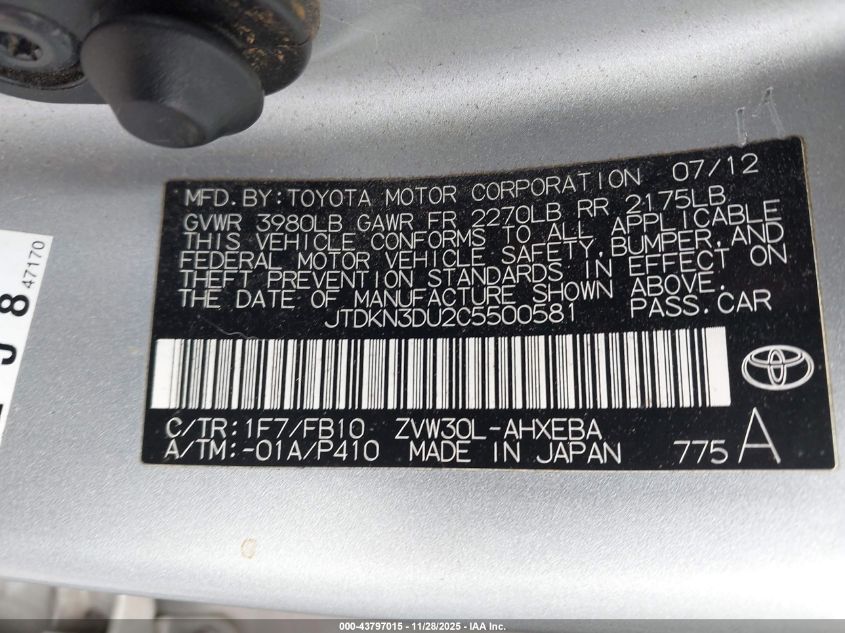 MFD.BY:TOYOTA MOTOR CORPORATION 07/12
GVWR 3980LB GAWR FR 2270LB RR 2175LB
THIS VEHICLE CONFORMS TO ALL APPLICABLE
FEDERAL MOTOR VEHICLE SAFETY,BUMPER,AND
THEFT PREVENTION STANDARDS IN EFFECT ON
THE DATE OF MANUFACTURE SHOWN ABOVE.
JTDKN3DU2C5500581 PASS.CAR
C/TR:1F7/FB10 ZVW30L-AHXEBA
A/TM:-01A/P410 MADE IN JAPAN 775 A
J8
47170
000-43797015 | 11/28/2025 - IAA Inc.